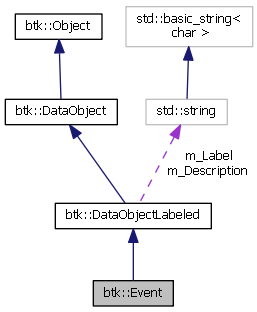 btk::Object
std::basic_string<
char >
btk::DataObject
std::string
m_Label
m_Description
btk::DataObjectLabeled
btk::Event